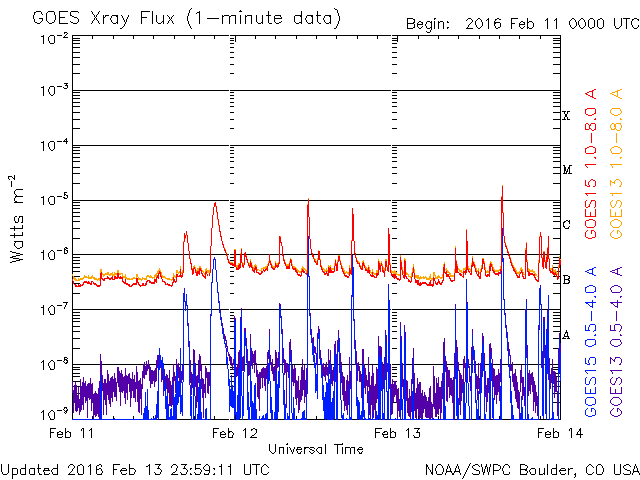 GOES Xray Flux (1-minute data)
Begin: 2016 Feb 11 0000 UTC
Watts m-2
10-2
10-3
10-4
10-5
10-6
10-7
10-8
10-9
X
M
C
B
A
GOES15 1.0-8.0 A
GOES13 1.0-8.0 A
GOES15 0.5-4.0 A
GOES13 0.5-4.0 A
Feb 11 Feb 12 Feb 13 Feb 14
Universal Time
Updated 2016 Feb 13 23:59:11 UTC NOAA/SWPC Boulder, CO USA